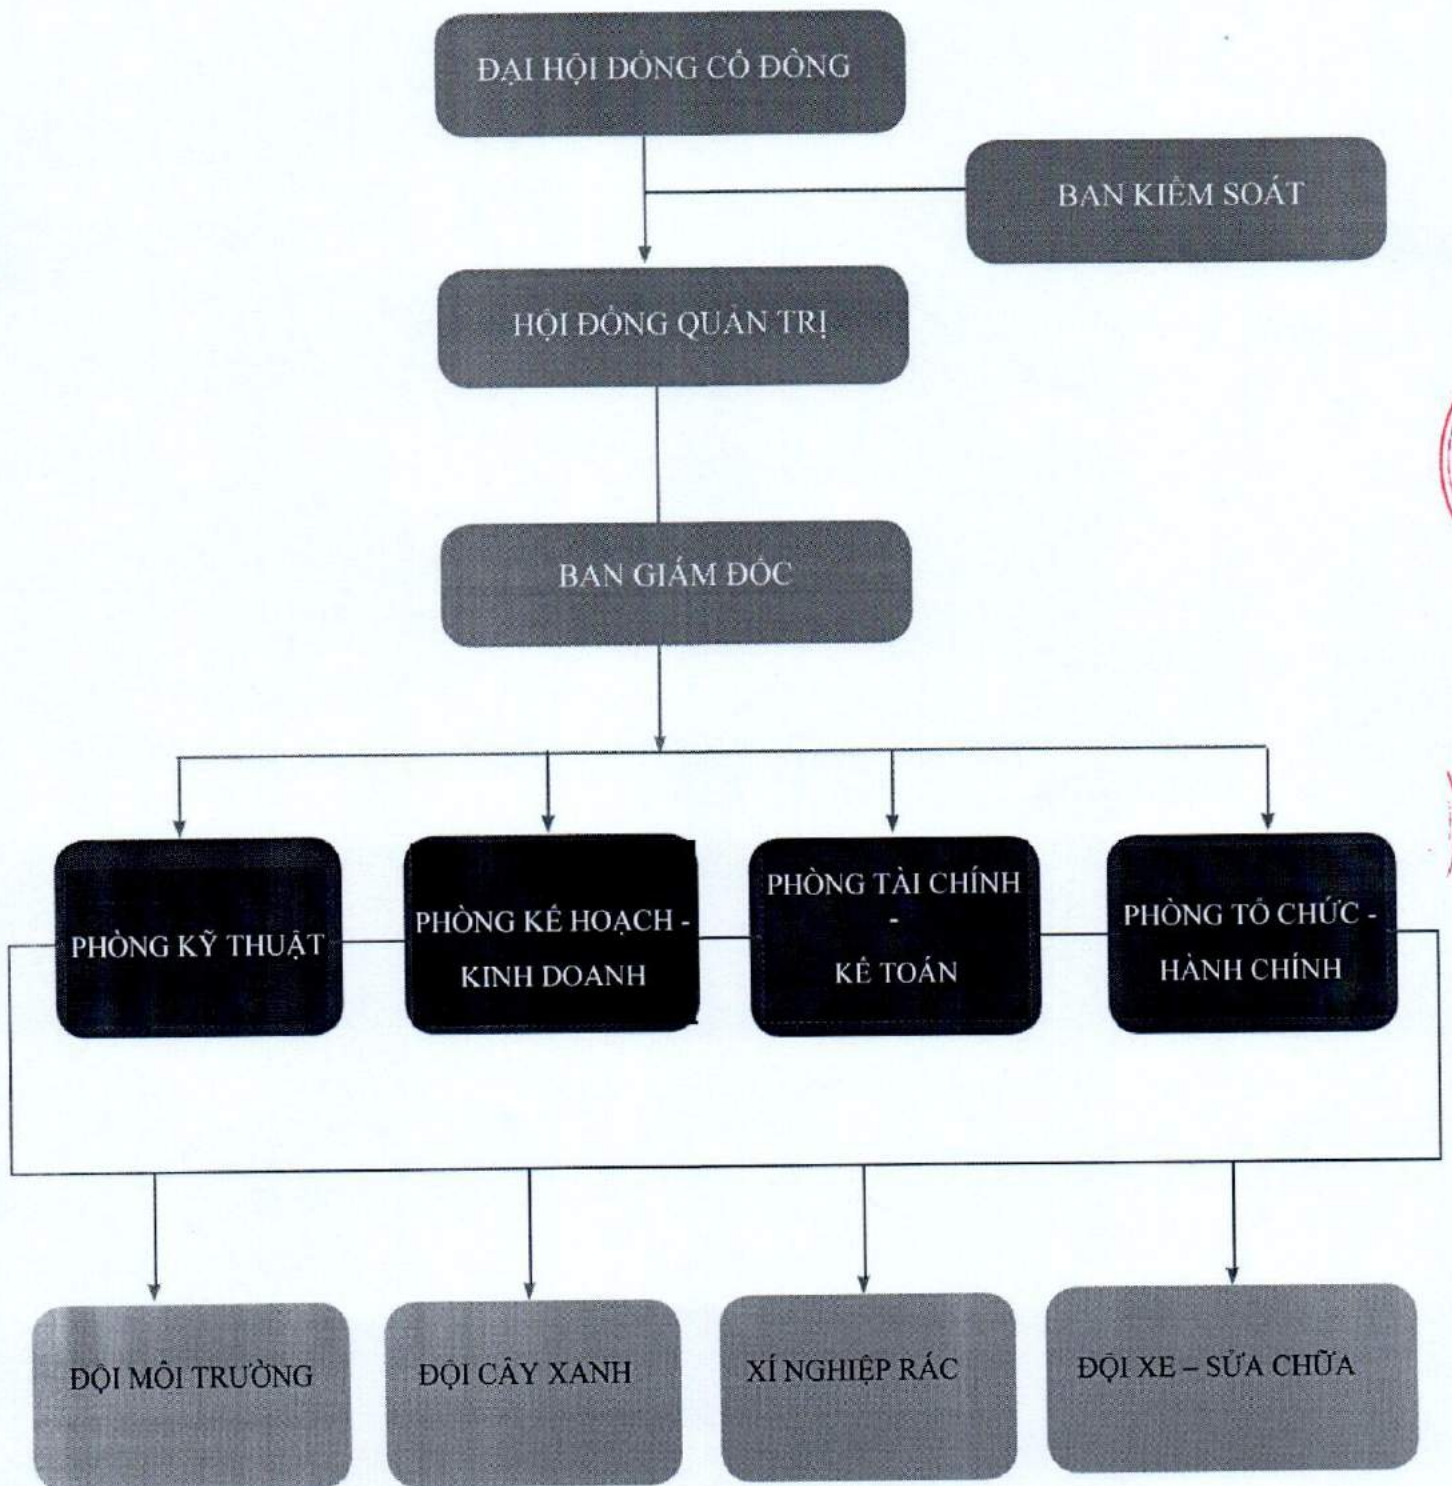 ĐẠI HỘI ĐỒNG CỔ ĐÔNG
BAN KIỂM SOÁT
HỘI ĐỒNG QUẢN TRỊ
BAN GIÁM ĐỐC
PHÒNG KỸ THUẬT
PHÒNG KẾ HOẠCH -
KINH DOANH
PHÒNG TÀI CHÍNH
-
KẾ TOÁN
PHÒNG TỔ CHỨC -
HÀNH CHÍNH
ĐỘI MÔI TRƯỜNG
ĐỘI CÂY XANH
XÍ NGHIỆP RÁC
ĐỘI XE – SỬA CHỮA